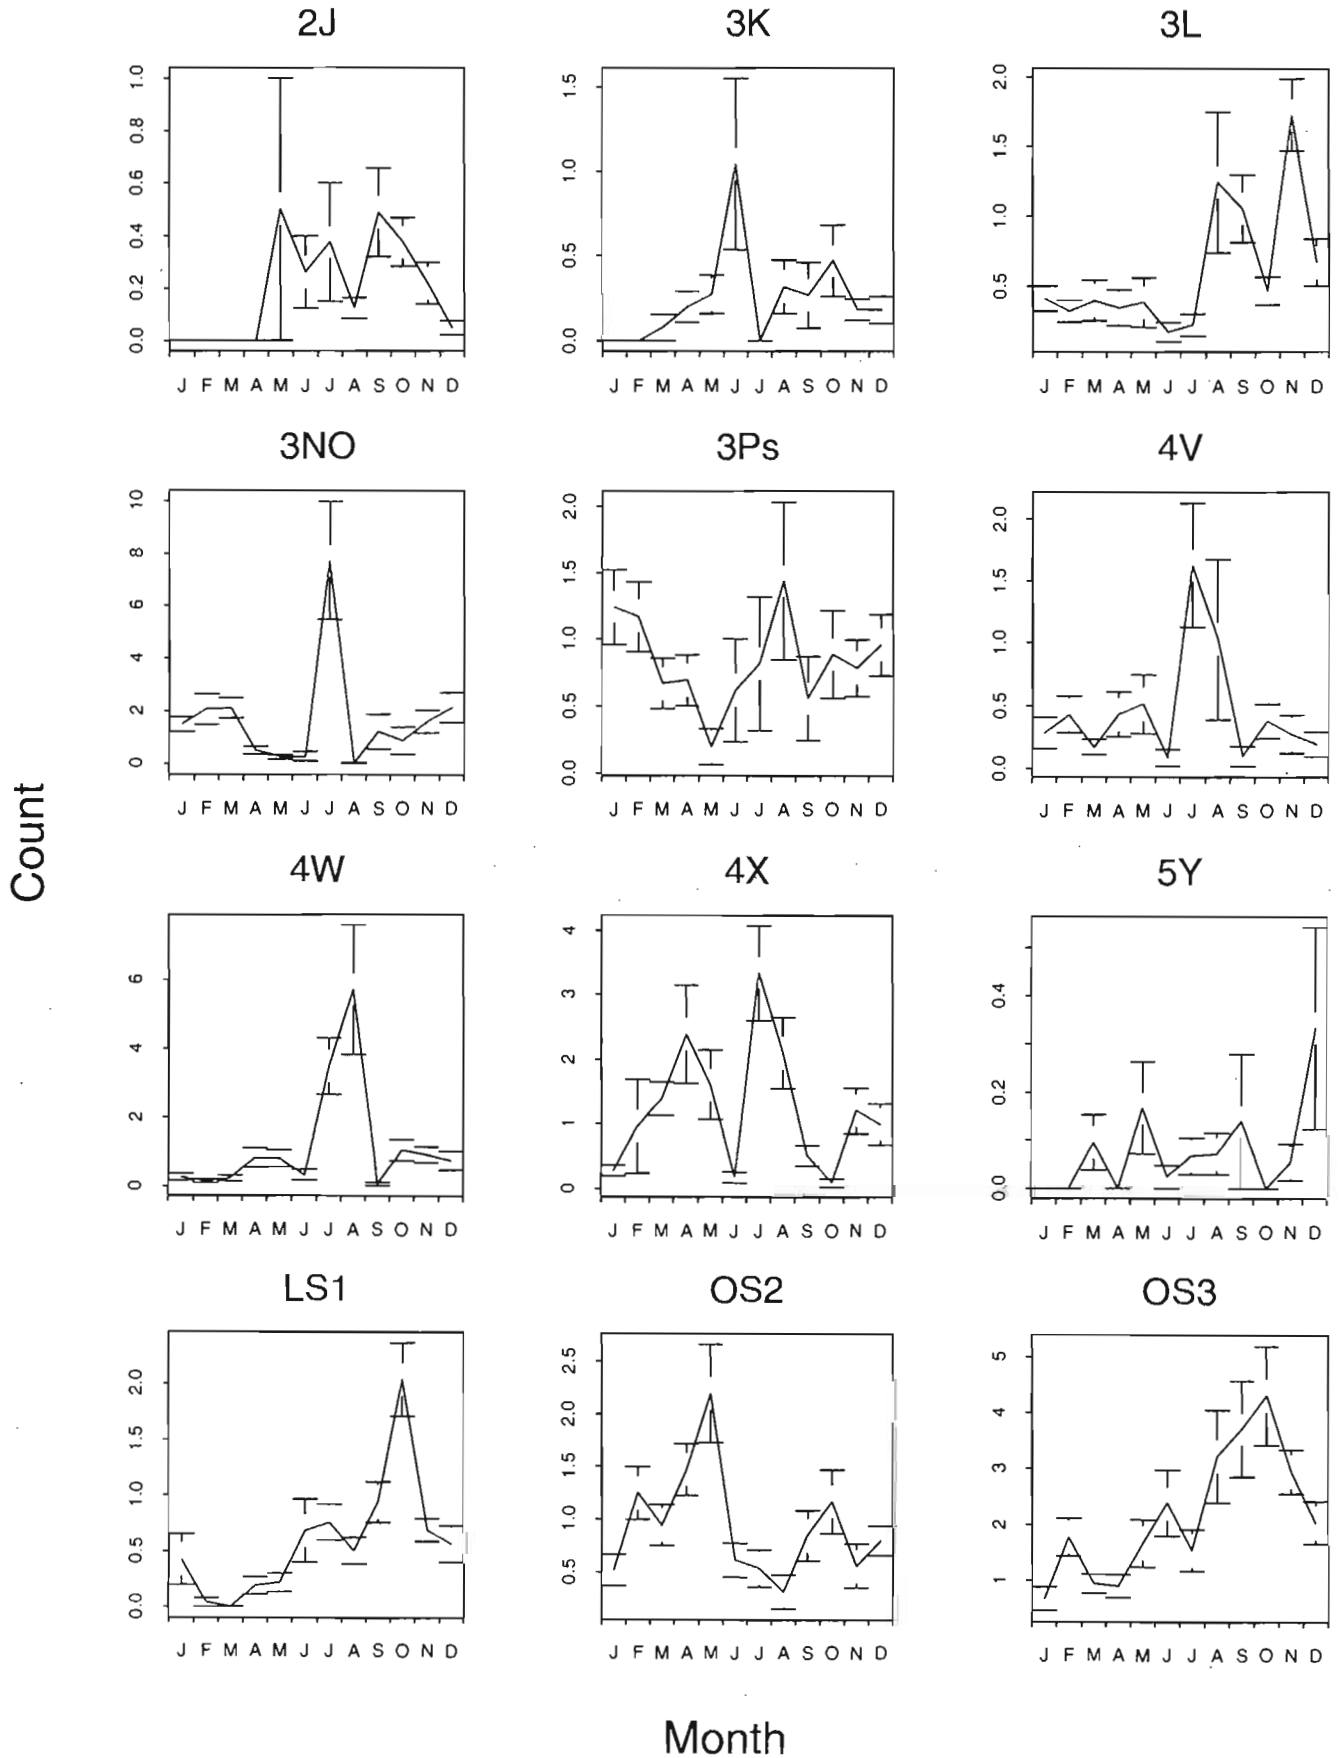 2J 3K 3L
1.0 0.8 0.6 0.4 0.2 0.0
1.5 1.0 0.5 0.0
2.0 1.5 1.0 0.5
J F M A M J J A S O N D
J F M A M J J A S O N D
J F M A M J J A S O N D
3NO 3Ps 4V
10 8 6 4 2 0
2.0 1.5 1.0 0.5 0.0
2.0 1.5 1.0 0.5 0.0
J F M A M J J A S O N D
J F M A M J J A S O N D
J F M A M J J A S O N D
Count
4W 4X 5Y
6 4 2 0
4 3 2 1 0
0.4 0.2 0.0
J F M A M J J A S O N D
J F M A M J J A S O N D
J F M A M J J A S O N D
LS1 OS2 OS3
2.0 1.5 1.0 0.5 0.0
2.5 2.0 1.5 1.0 0.5
5 4 3 2 1
J F M A M J J A S O N D
J F M A M J J A S O N D
J F M A M J J A S O N D
Month